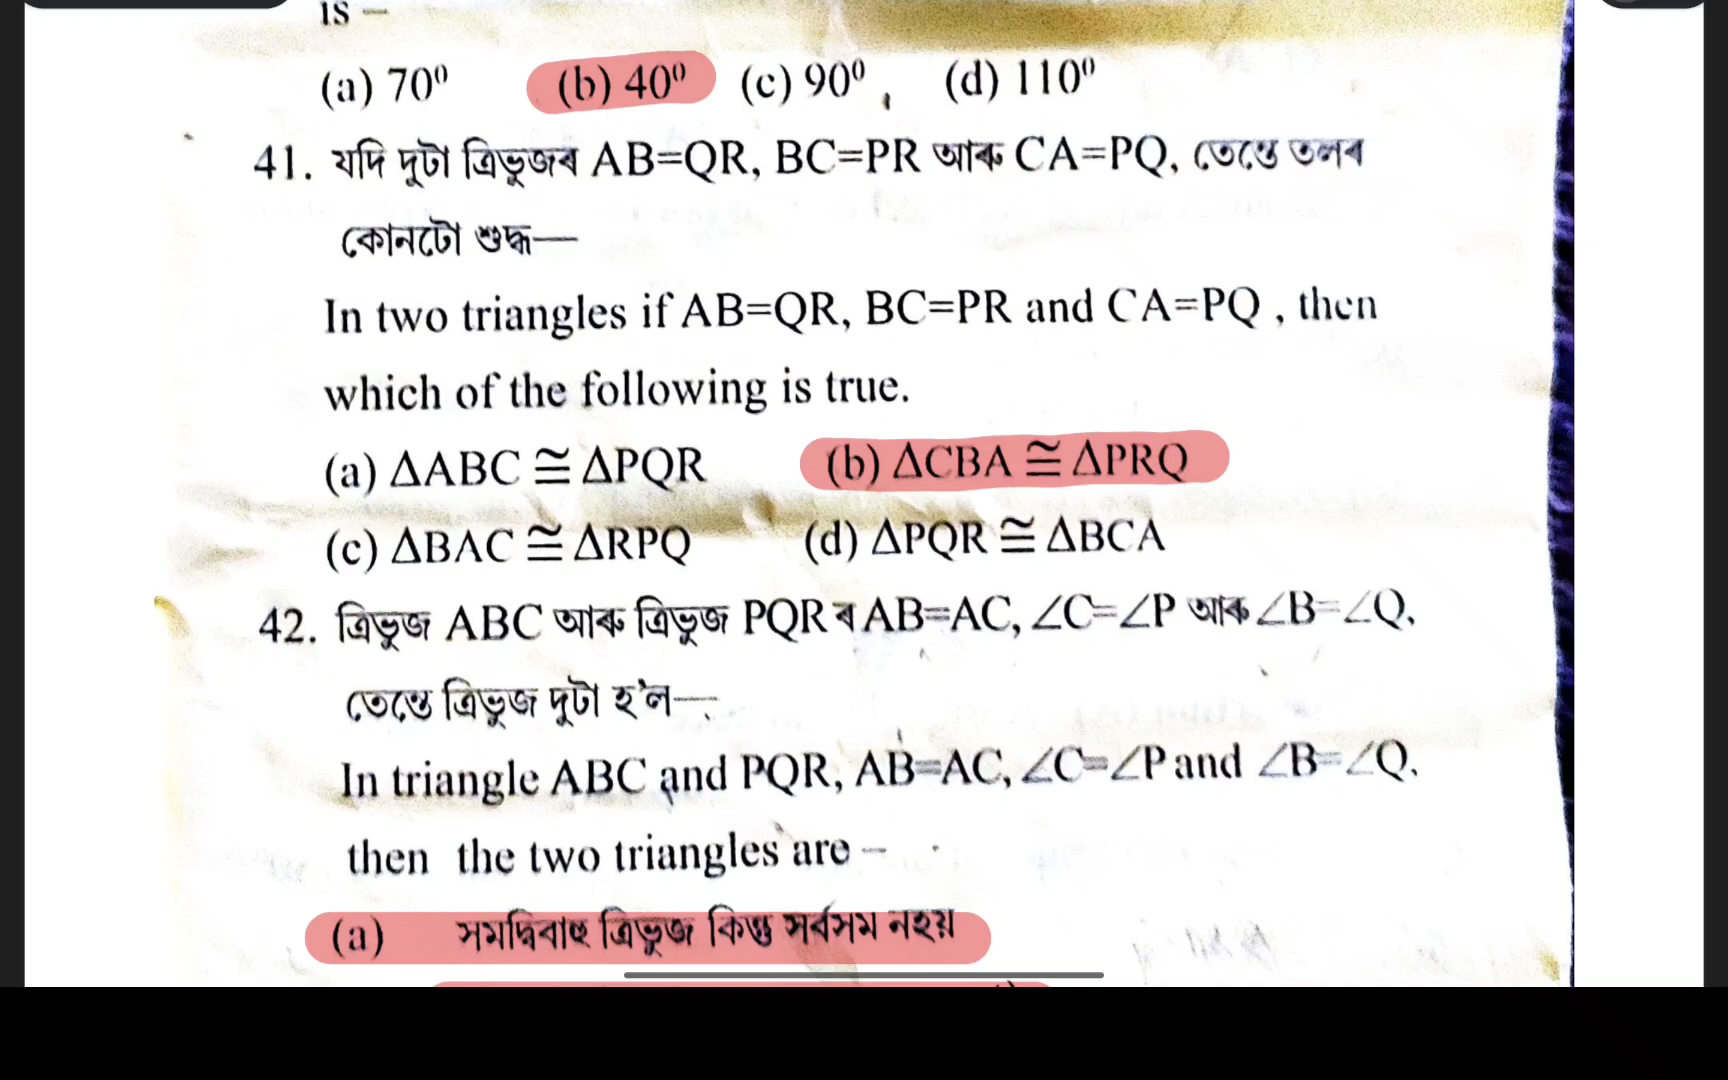 is –
(a) 70⁰ (b) 40⁰ (c) 90⁰ (d) 110⁰
41. যদি দুটা ত্ৰিভুজৰ AB=QR, BC=PR আৰু CA=PQ, তেন্তে তলৰ
কোনটো শুদ্ধ—
In two triangles if AB=QR, BC=PR and CA=PQ , then
which of the following is true.
(a) ΔABC ≅ ΔPQR (b) ΔCBA ≅ ΔPRQ
(c) ΔBAC ≅ ΔRPQ (d) ΔPQR ≅ ΔBCA
42. ত্ৰিভুজ ABC আৰু ত্ৰিভুজ PQR ৰ AB=AC, ∠C=∠P আৰু ∠B=∠Q,
তেন্তে ত্ৰিভুজ দুটা হ'ল—
In triangle ABC and PQR, AB=AC, ∠C=∠P and ∠B=∠Q,
then the two triangles are –
(a) সমদ্বিবাহু ত্ৰিভুজ কিন্তু সৰ্বসম নহয়